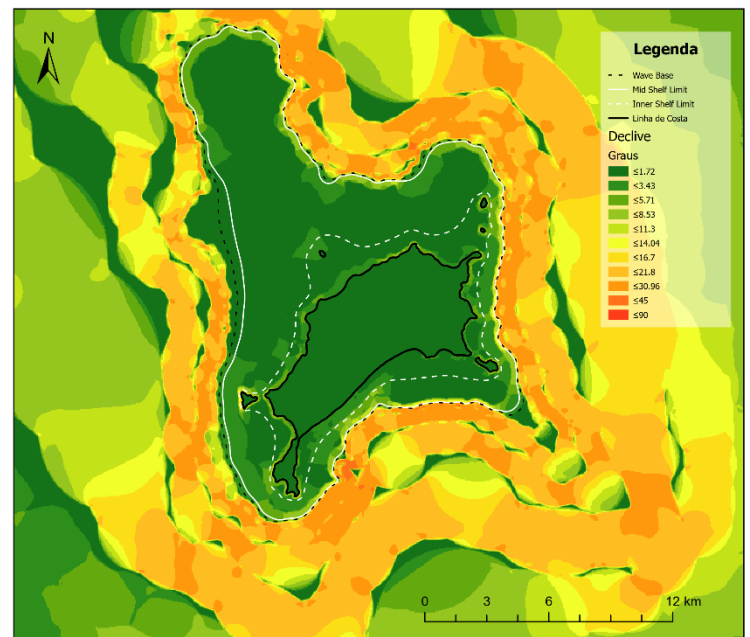 N
Legenda
Wave Base
Mid Shelf Limit
Inner Shelf Limit
Linha de Costa
Declive
Graus
≤1.72
≤3.43
≤5.71
≤8.53
≤11.3
≤14.04
≤16.7
≤21.8
≤30.96
≤45
≤90
0 3 6 12 km